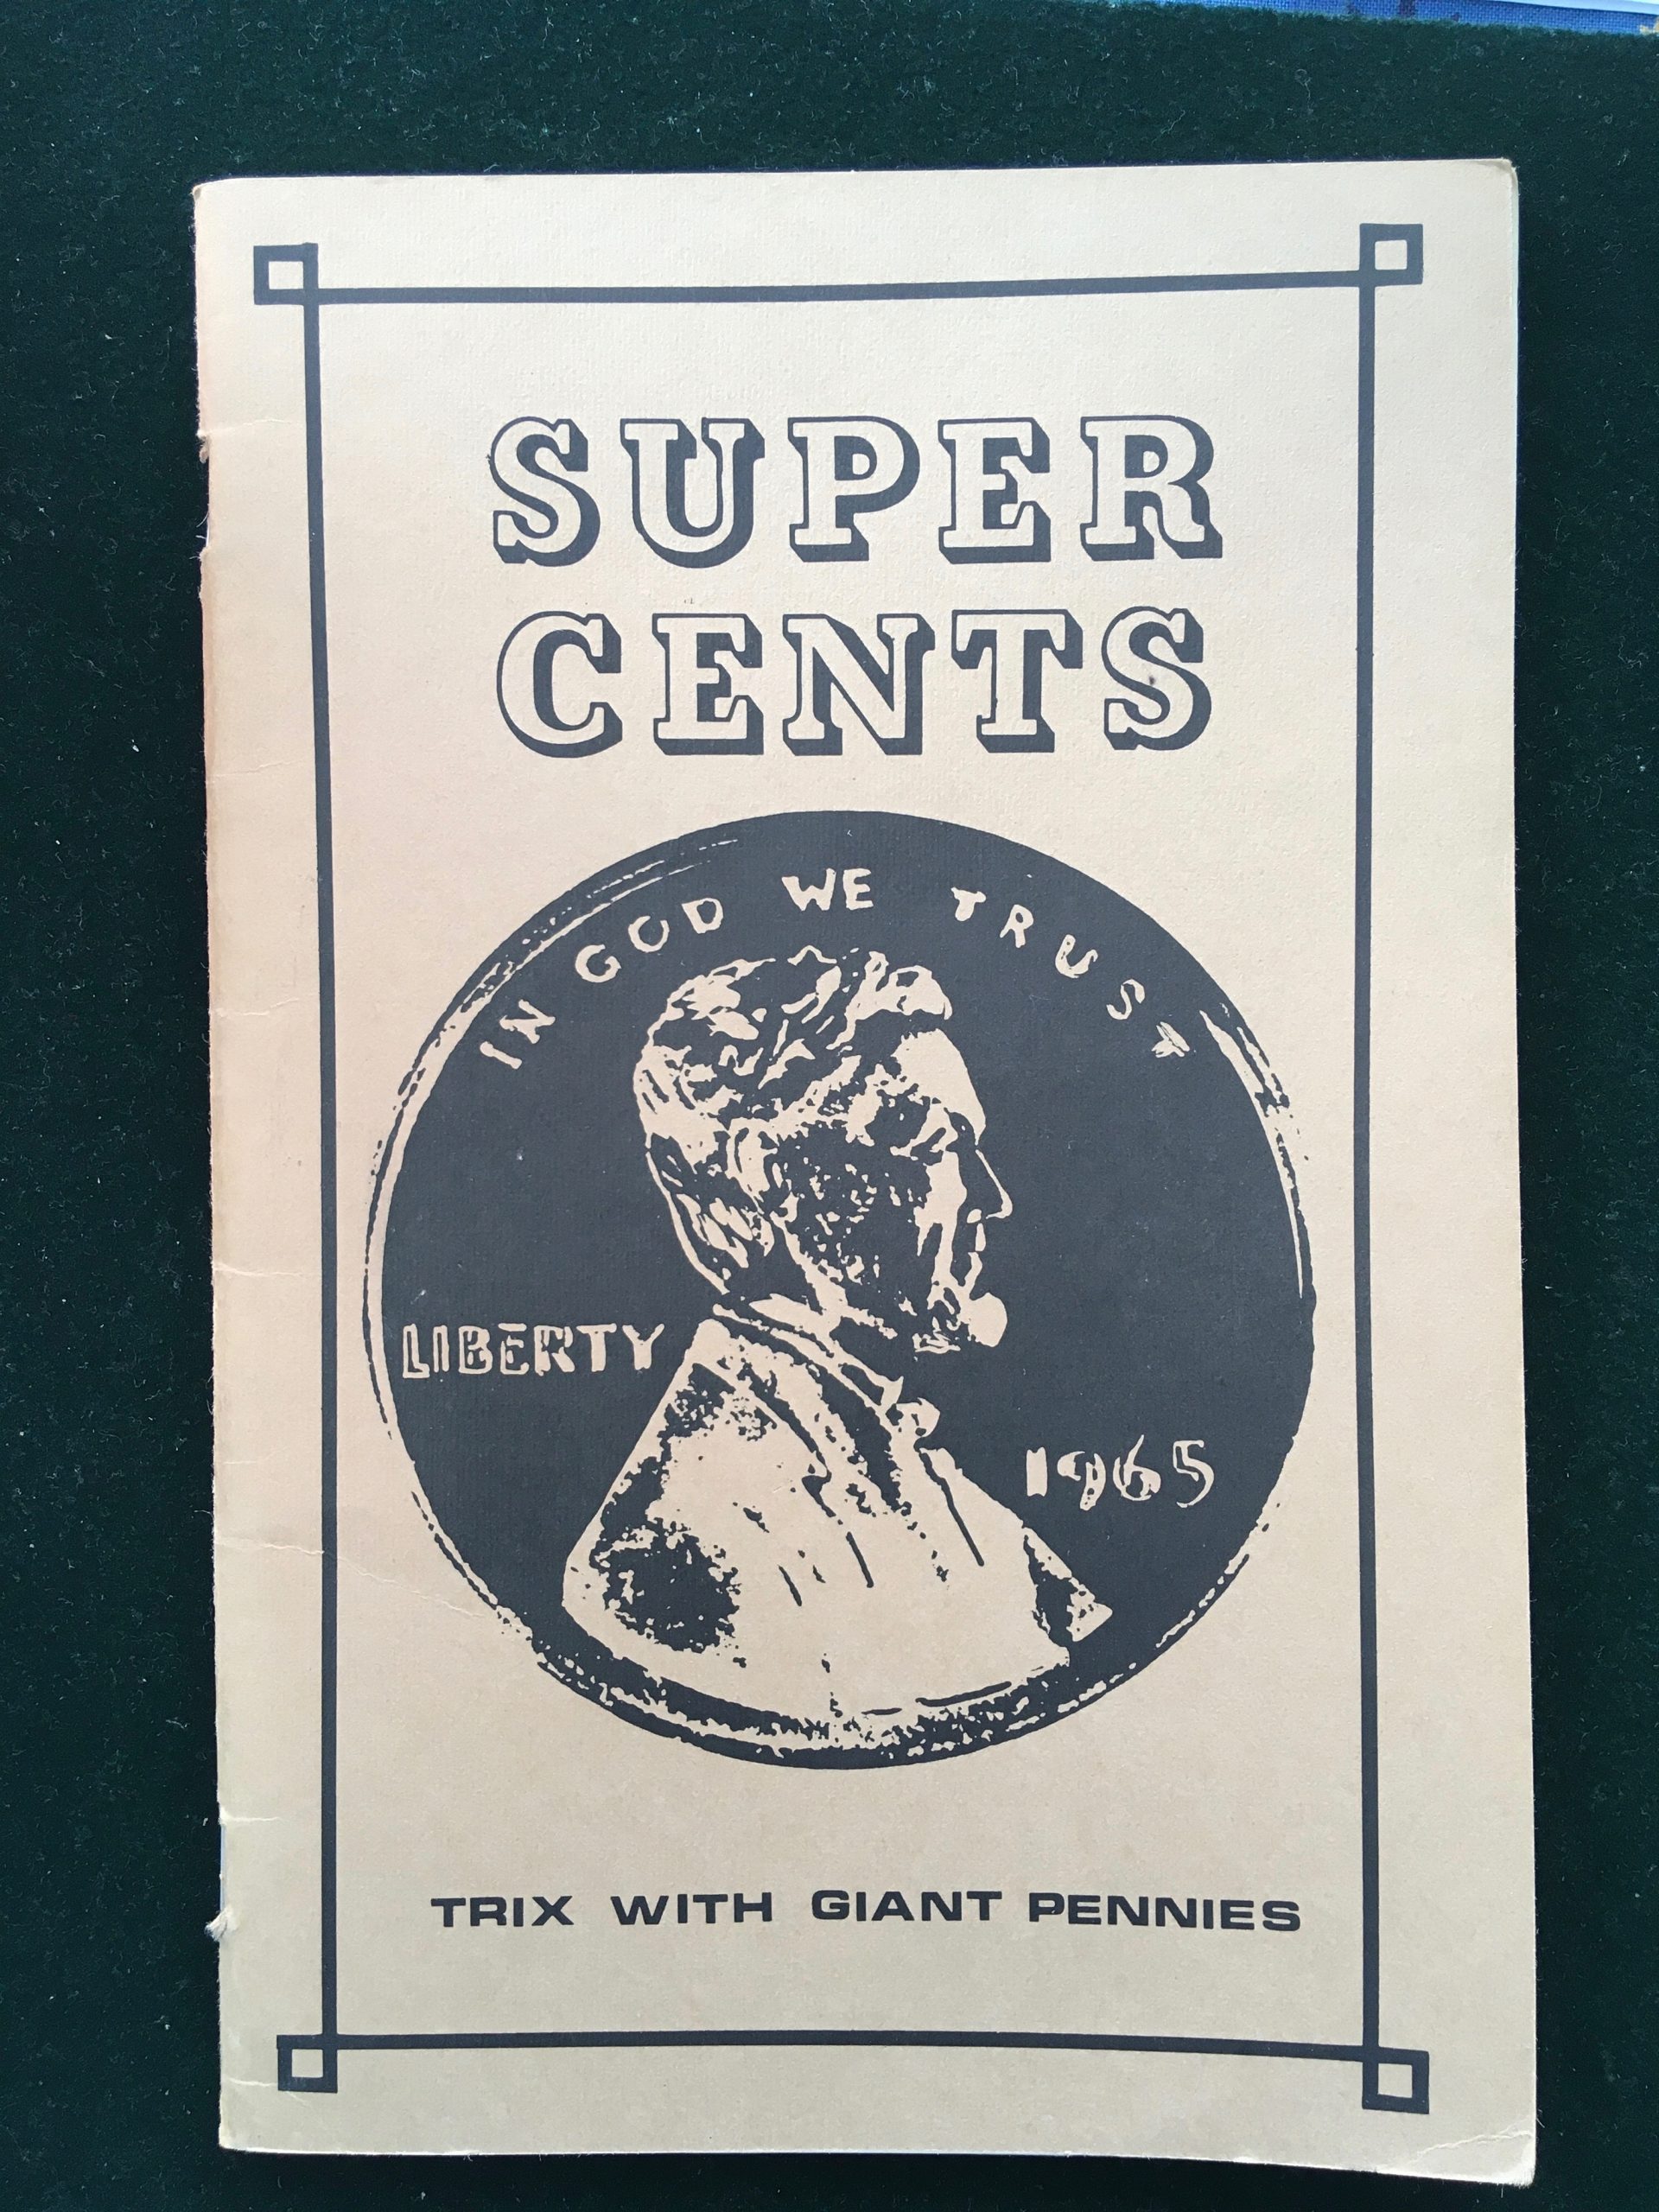 SUPER
CENTS
IN GOD WE TRUST
LIBERTY
1965
TRIX WITH GIANT PENNIES